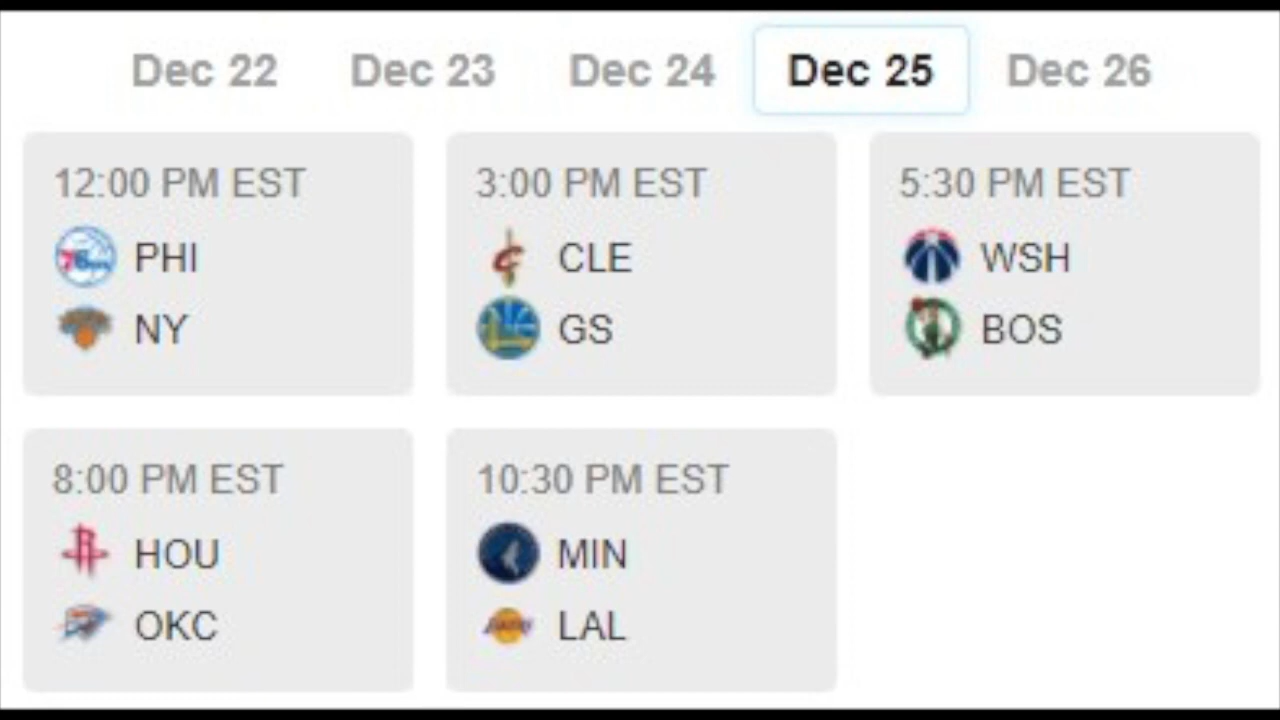 Dec 22 Dec 23 Dec 24 Dec 25 Dec 26
12:00 PM EST
PHI
NY
3:00 PM EST
CLE
GS
5:30 PM EST
WSH
BOS
8:00 PM EST
HOU
OKC
10:30 PM EST
MIN
LAL